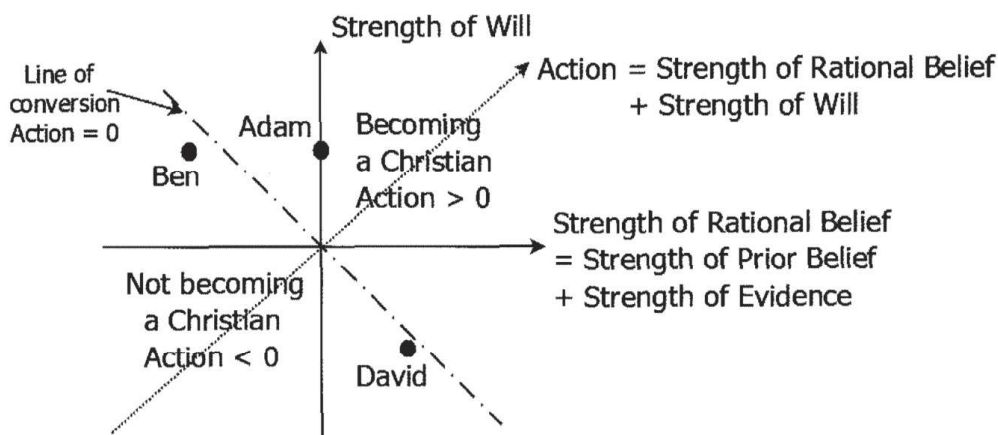 Strength of Will
Line of
conversion
Action = 0
Adam
Ben
Becoming
a Christian
Action > 0
Action = Strength of Rational Belief
+ Strength of Will
Strength of Rational Belief
= Strength of Prior Belief
+ Strength of Evidence
Not becoming
a Christian
Action < 0
David